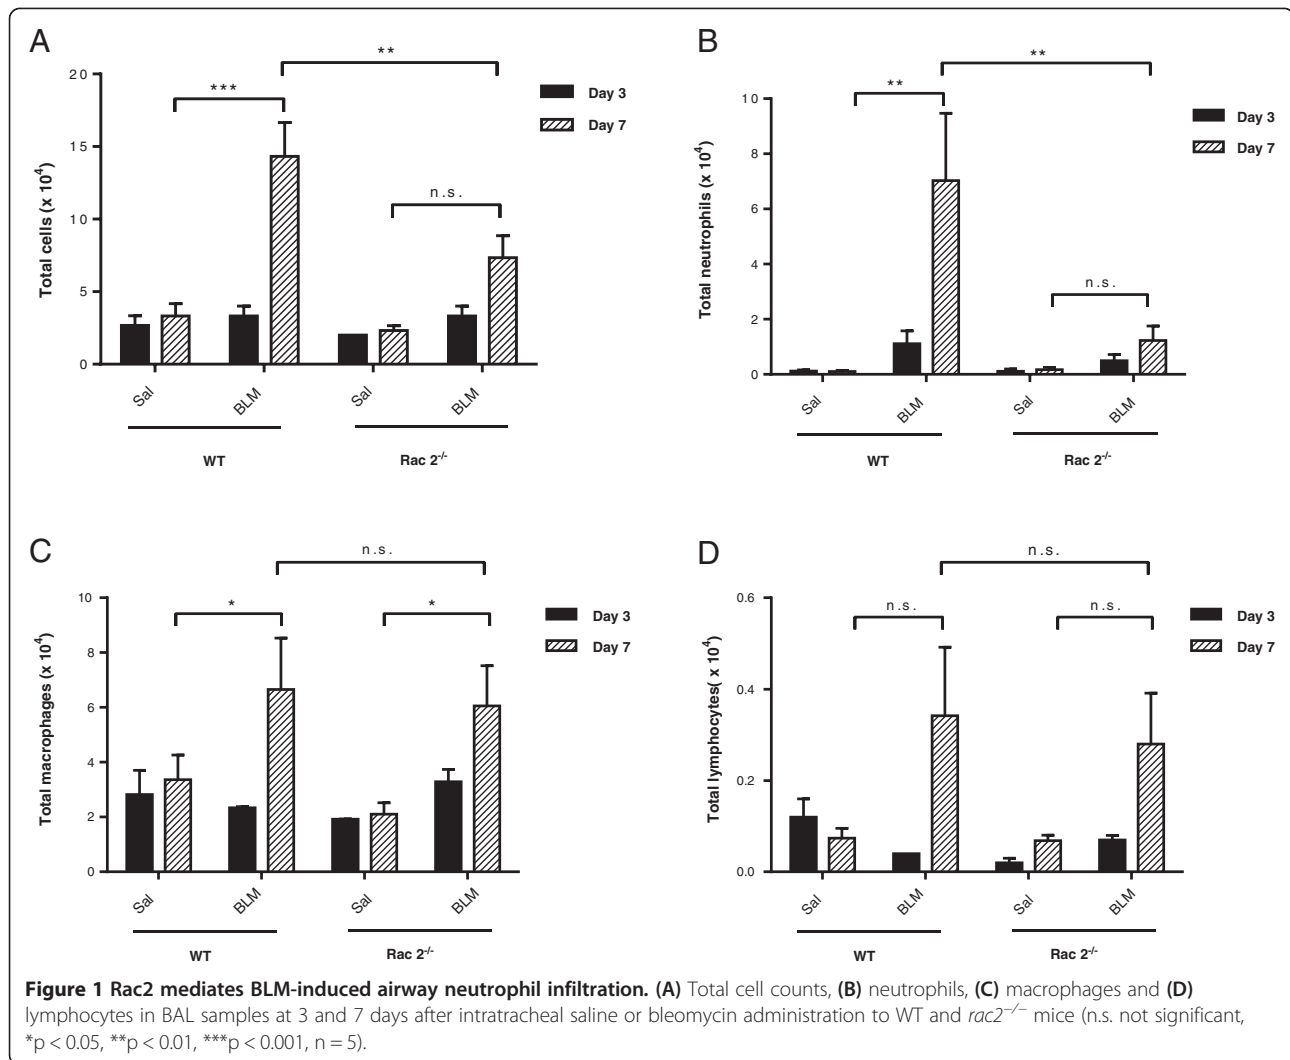 A
**
***
n.s.
20
15
10
5
0
Total cells (x 10⁴)
Day 3
Day 7
Sal
BLM
Sal
BLM
WT
Rac 2⁻/⁻
B
**
**
n.s.
10
8
6
4
2
0
Total neutrophils (x 10⁴)
Day 3
Day 7
Sal
BLM
Sal
BLM
WT
Rac 2⁻/⁻
C
n.s.
*
*
10
8
6
4
2
0
Total macrophages (x 10⁴)
Day 3
Day 7
Sal
BLM
Sal
BLM
WT
Rac 2⁻/⁻
D
n.s.
n.s.
n.s.
0.6
0.4
0.2
0.0
Total lymphocytes( x 10⁴)
Day 3
Day 7
Sal
BLM
Sal
BLM
WT
Rac 2⁻/⁻
Figure 1 Rac2 mediates BLM-induced airway neutrophil infiltration. (A) Total cell counts, (B) neutrophils, (C) macrophages and (D)
lymphocytes in BAL samples at 3 and 7 days after intratracheal saline or bleomycin administration to WT and rac2⁻/⁻ mice (n.s. not significant,
*p < 0.05, **p < 0.01, ***p < 0.001, n = 5).